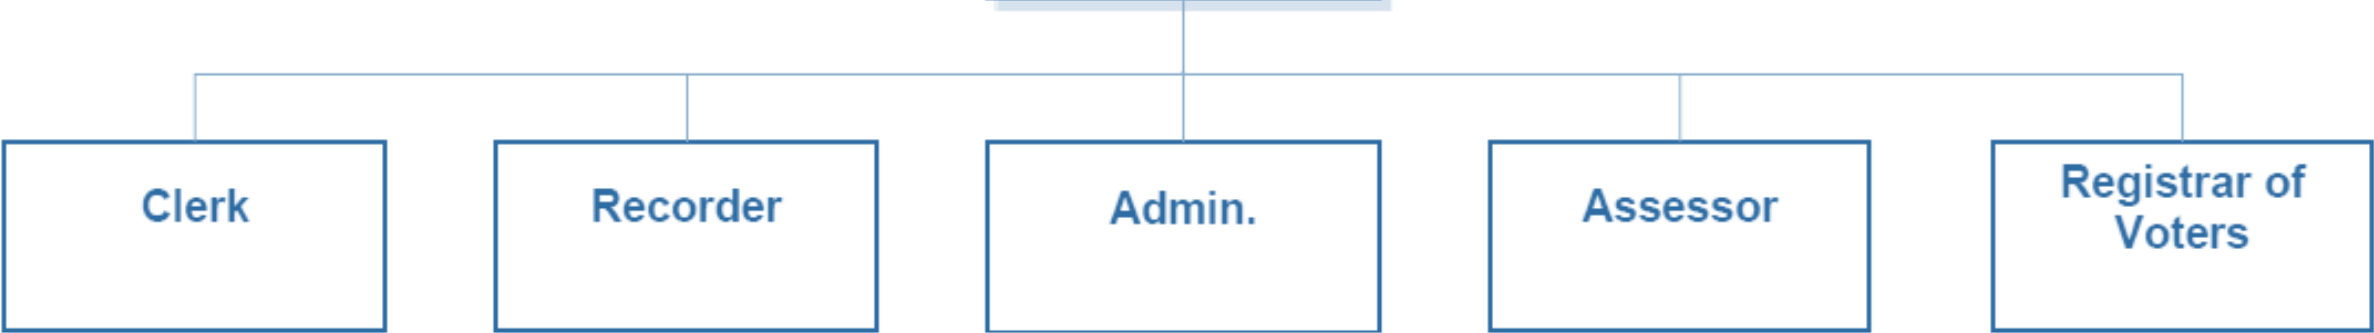 Clerk
Recorder
Admin.
Assessor
Registrar of
Voters